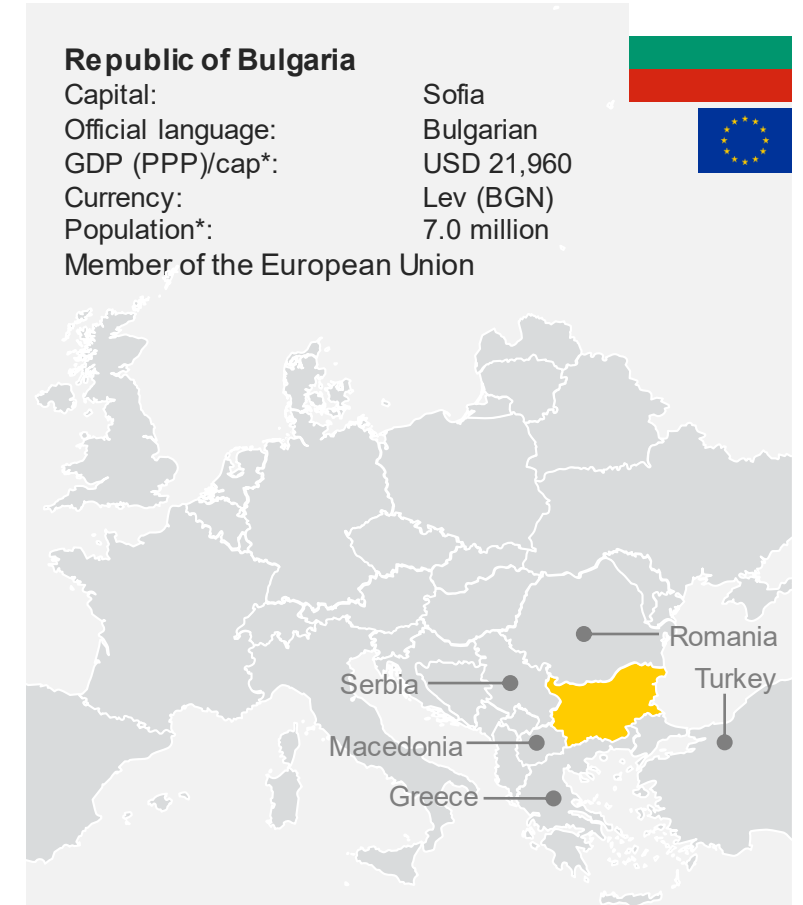 Republic of Bulgaria
Capital: Sofia
Official language: Bulgarian
GDP (PPP)/cap*: USD 21,960
Currency: Lev (BGN)
Population*: 7.0 million
Member of the European Union
Romania
Serbia
Turkey
Macedonia
Greece